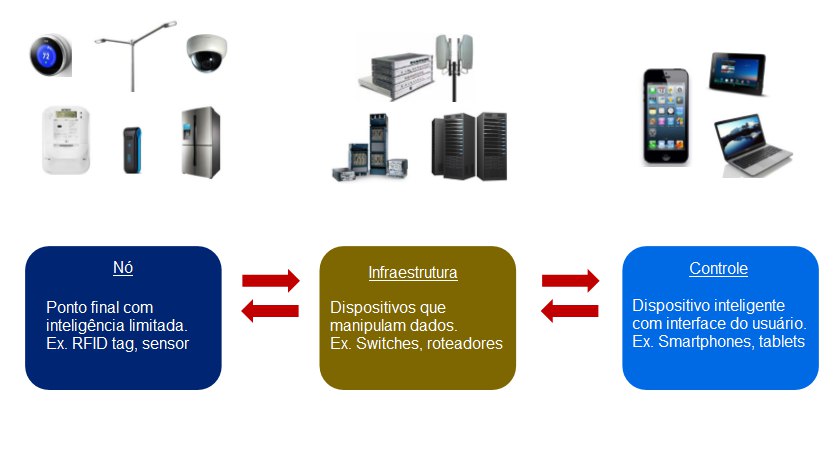 72
Nó
Ponto final com
inteligência limitada.
Ex. RFID tag, sensor
Infraestrutura
Dispositivos que
manipulam dados.
Ex. Switches, roteadores
Controle
Dispositivo inteligente
com interface do usuário.
Ex. Smartphones, tablets